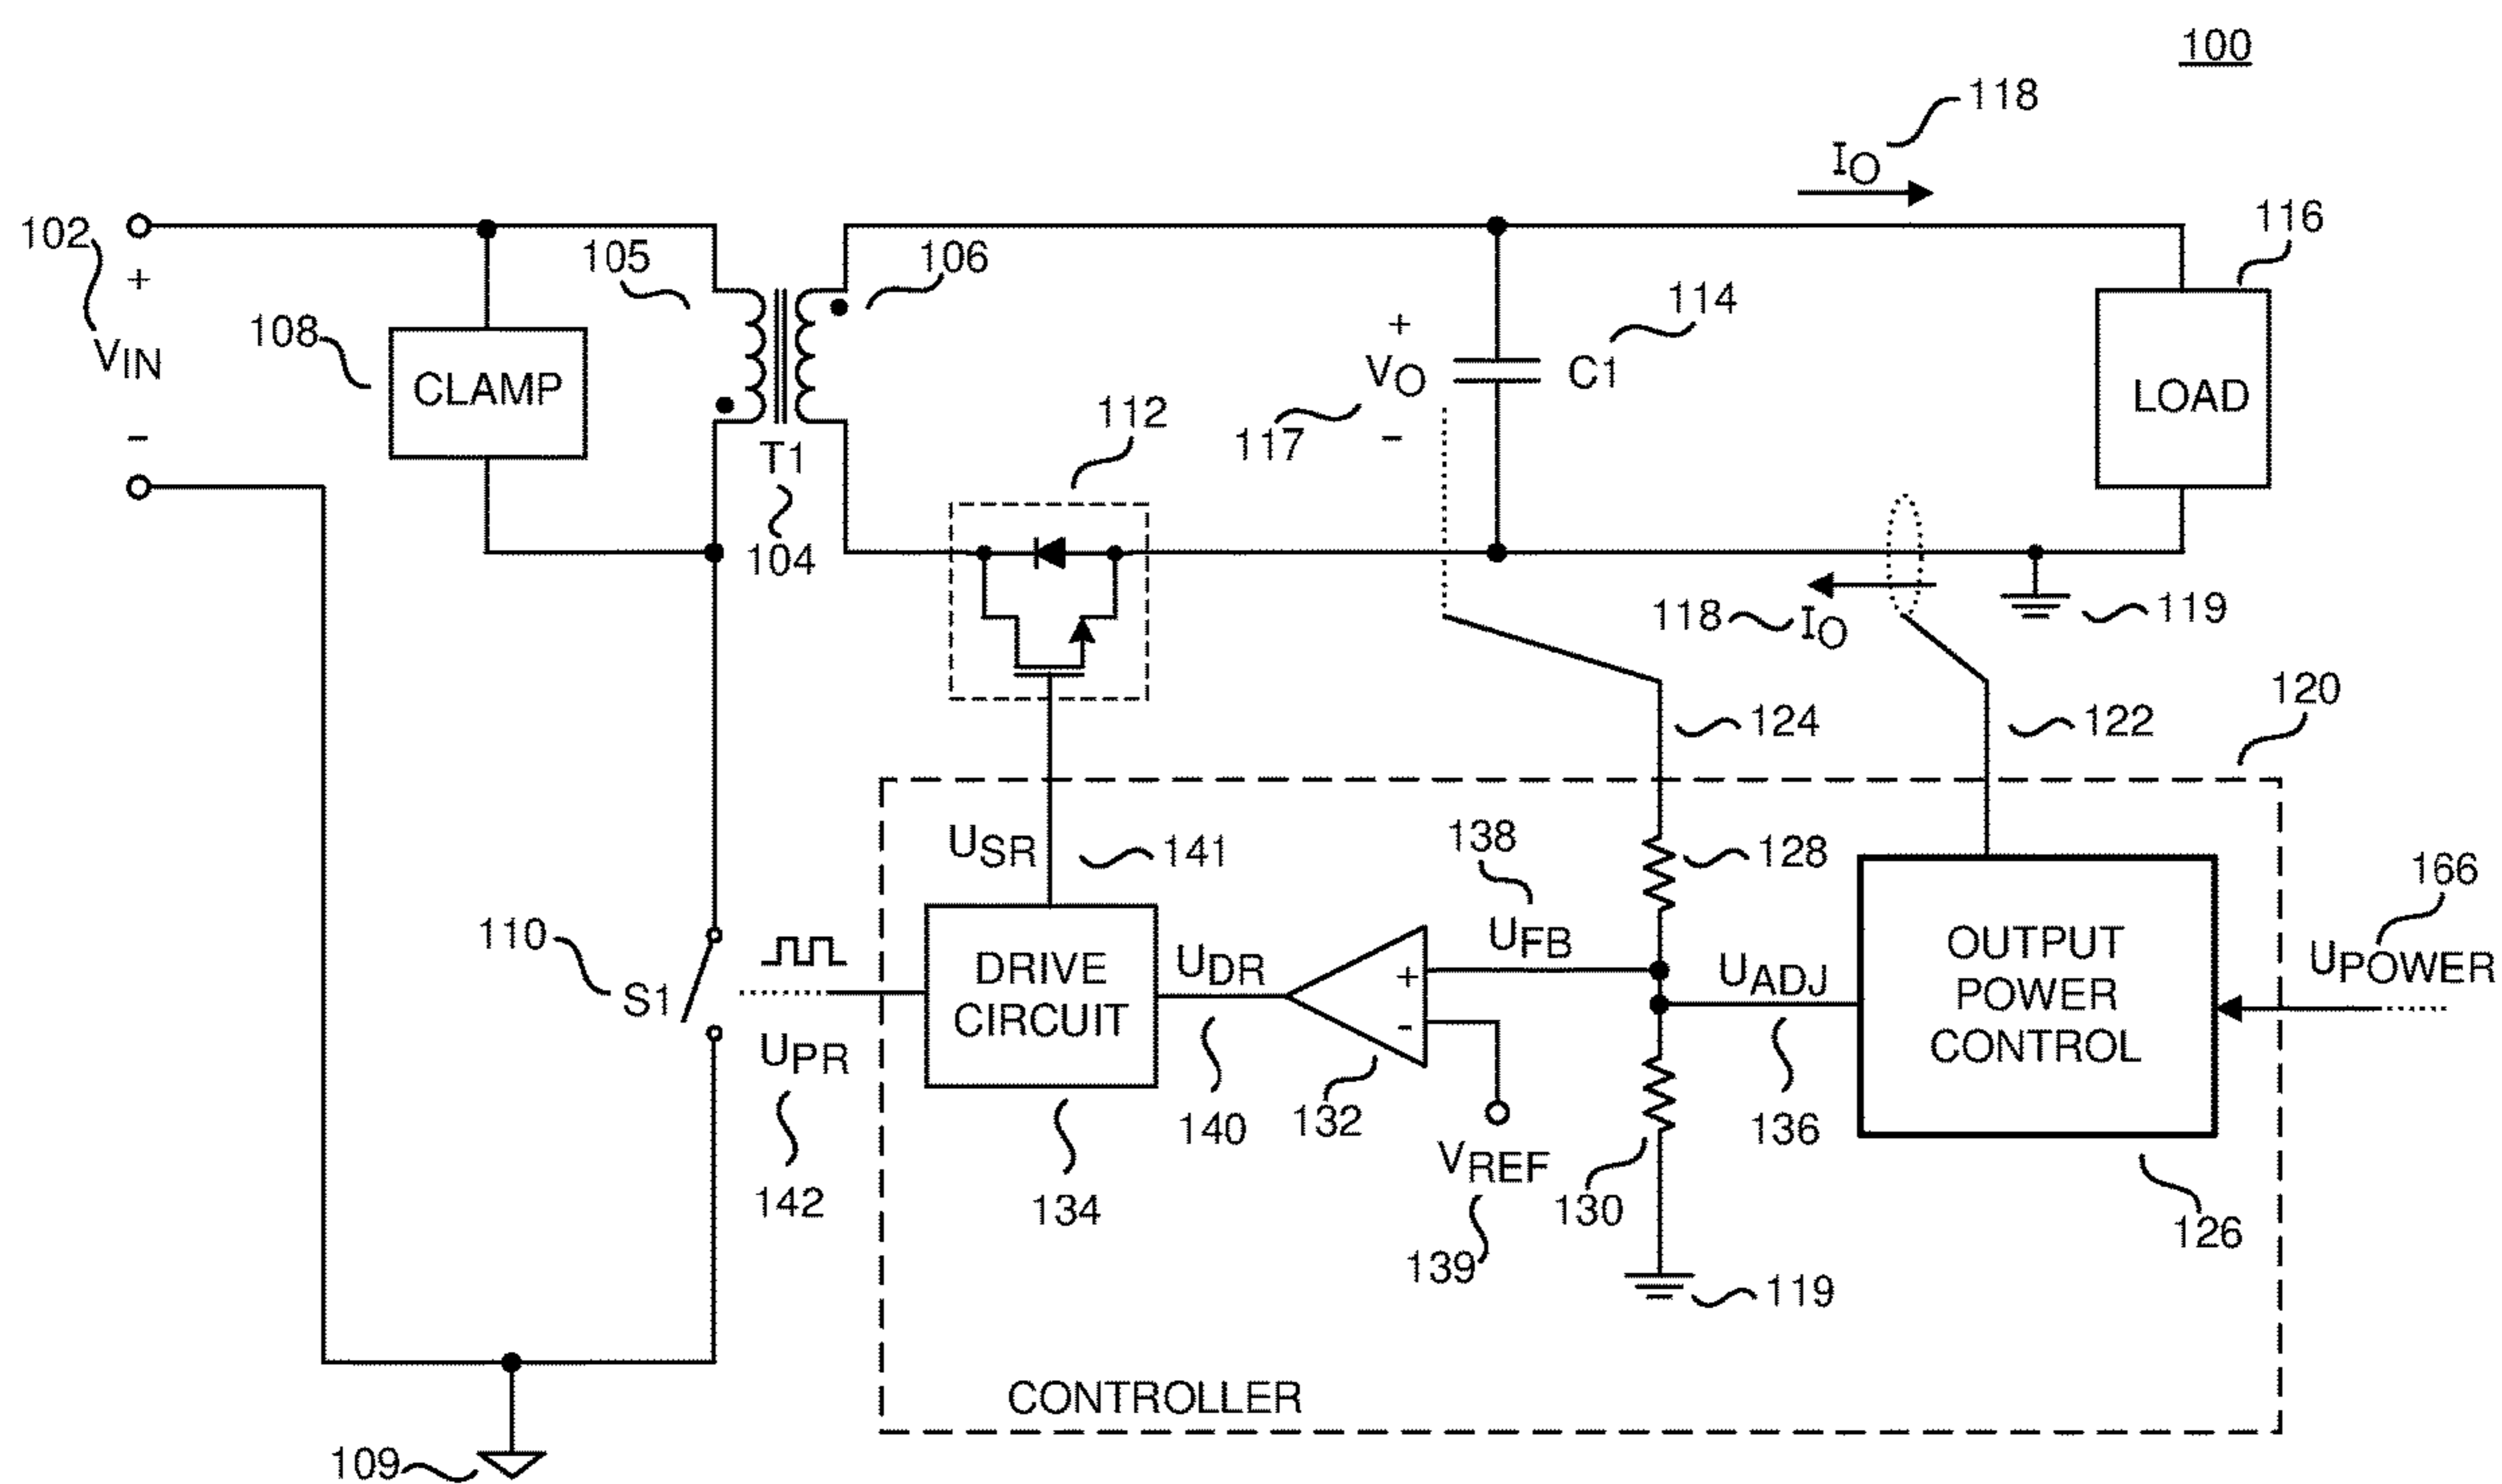 100
118
IO
102
+
VIN
-
108
CLAMP
105
106
T1
104
112
+
VO
-
117
114
C1
116
LOAD
118
IO
119
120
124
122
USR
141
138
UFB
128
166
UPOWER
110
S1
UPR
142
DRIVE
CIRCUIT
134
UDR
140
+
-
132
VREF
139
130
UADJ
136
OUTPUT
POWER
CONTROL
126
119
CONTROLLER
109